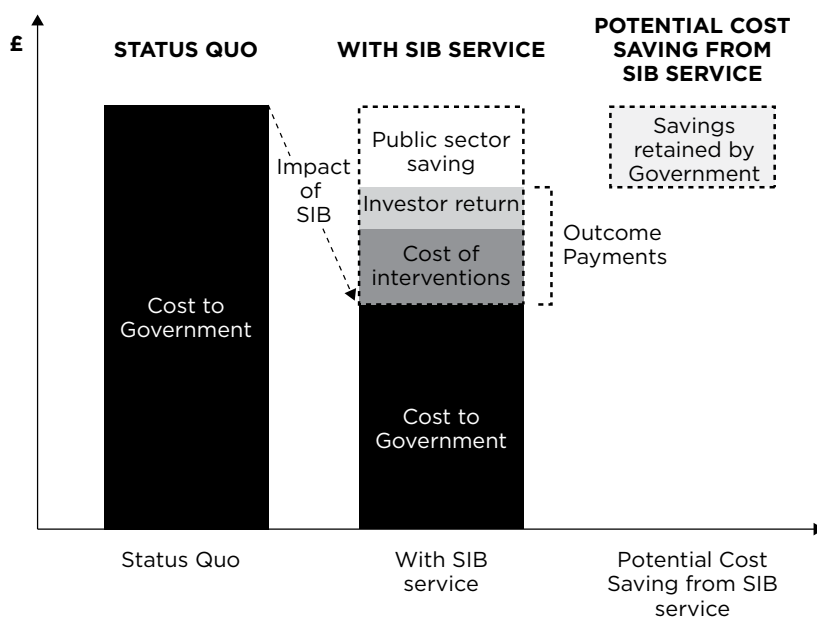 £
STATUS QUO
WITH SIB SERVICE
POTENTIAL COST
SAVING FROM
SIB SERVICE
Cost to
Government
Impact
of
SIB
Public sector
saving
Investor return
Cost of
interventions
Cost to
Government
Outcome
Payments
Savings
retained by
Government
Status Quo
With SIB
service
Potential Cost
Saving from SIB
service